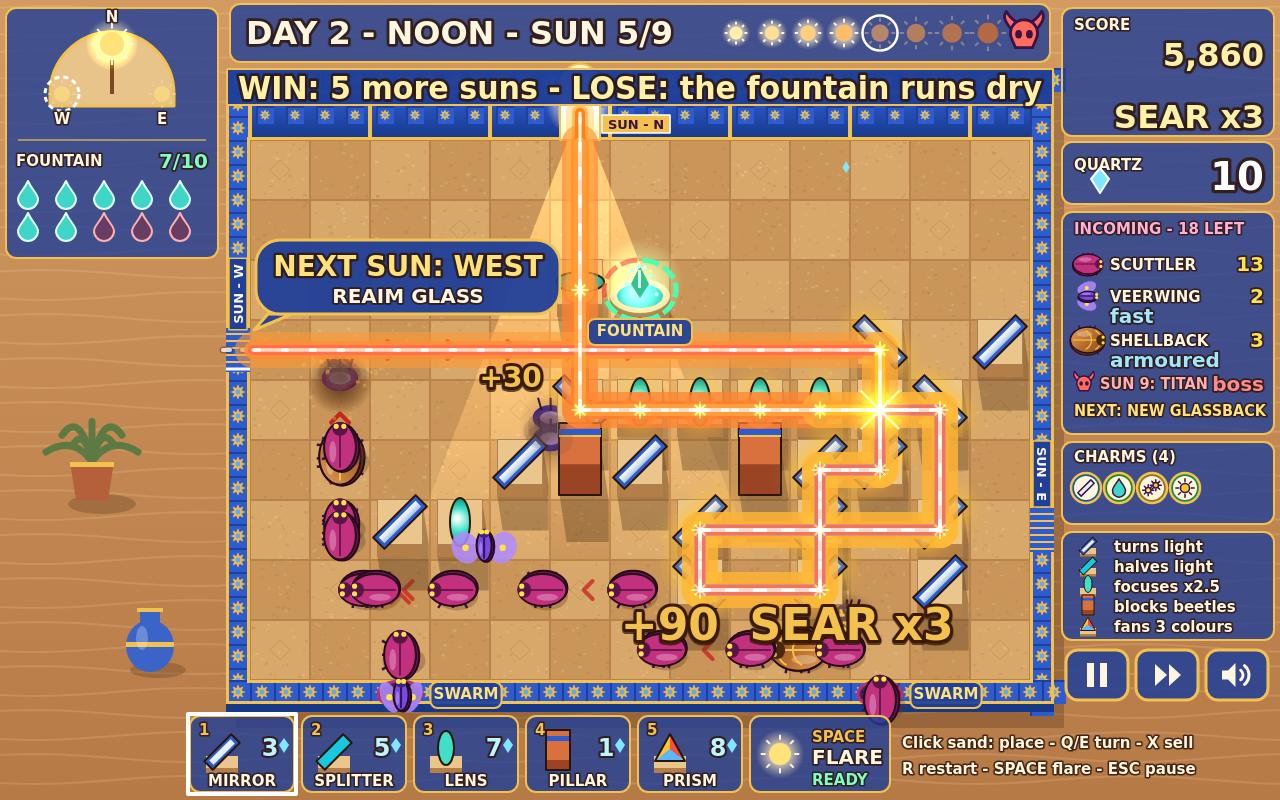 N
W
E
FOUNTAIN 7/10
DAY 2 - NOON - SUN 5/9
WIN: 5 more suns - LOSE: the fountain runs dry
SUN - N
SUN - W
SUN - E
NEXT SUN: WEST
REAIM GLASS
FOUNTAIN
+30
+90 SEAR x3
SWARM
SWARM
SCORE
5,860
SEAR x3
QUARTZ
10
INCOMING - 18 LEFT
SCUTTLER 13
VEERWING 2
fast
SHELLBACK 3
armoured
SUN 9: TITAN boss
NEXT: NEW GLASSBACK
CHARMS (4)
turns light
halves light
focuses x2.5
blocks beetles
fans 3 colours
1 3
MIRROR
2 5
SPLITTER
3 7
LENS
4 1
PILLAR
5 8
PRISM
SPACE
FLARE
READY
Click sand: place - Q/E turn - X sell
R restart - SPACE flare - ESC pause